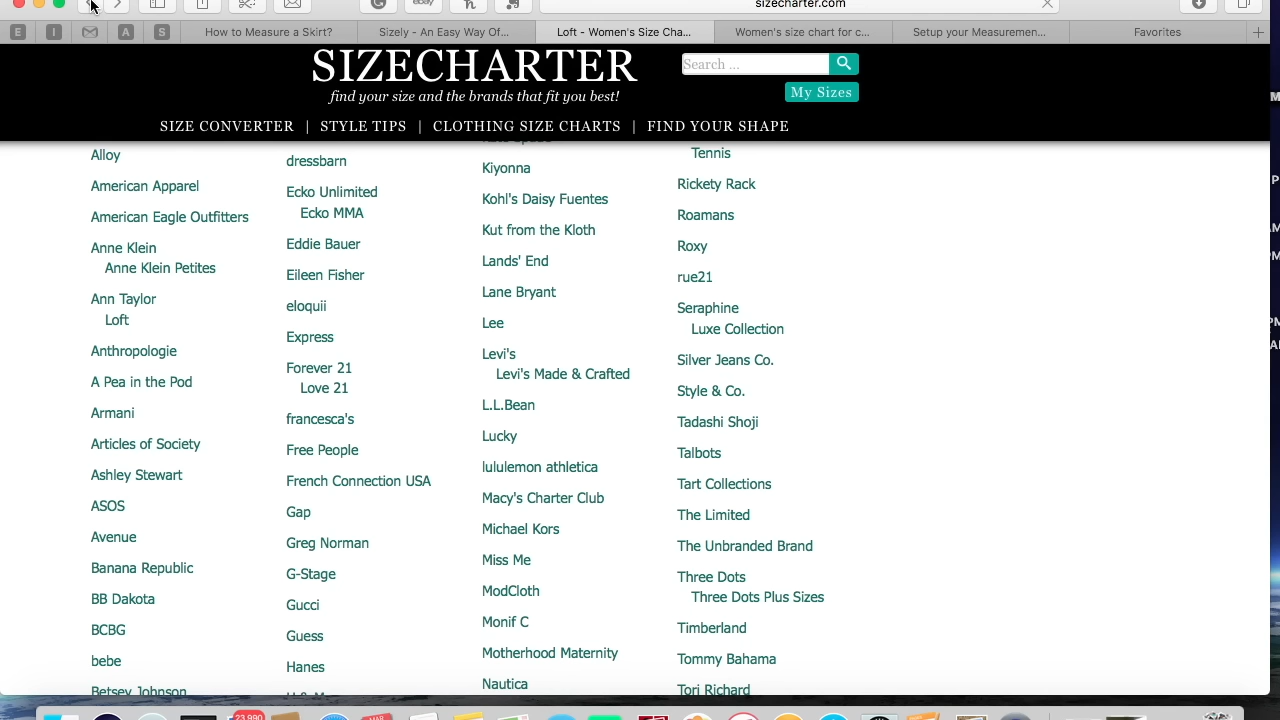 sizecharter.com
ebay
E
I
A
S
How to Measure a Skirt?
Sizely - An Easy Way Of...
Loft - Women's Size Cha...
Women's size chart for c...
Setup your Measuremen...
Favorites
SIZECHARTER
find your size and the brands that fit you best!
Search ...
My Sizes
SIZE CONVERTER | STYLE TIPS | CLOTHING SIZE CHARTS | FIND YOUR SHAPE
Alloy
American Apparel
American Eagle Outfitters
Anne Klein
Anne Klein Petites
Ann Taylor
Loft
Anthropologie
A Pea in the Pod
Armani
Articles of Society
Ashley Stewart
ASOS
Avenue
Banana Republic
BB Dakota
BCBG
bebe
Betsey Johnson
dressbarn
Ecko Unlimited
Ecko MMA
Eddie Bauer
Eileen Fisher
eloquii
Express
Forever 21
Love 21
francesca's
Free People
French Connection USA
Gap
Greg Norman
G-Stage
Gucci
Guess
Hanes
Kiyonna
Kohl's Daisy Fuentes
Kut from the Kloth
Lands' End
Lane Bryant
Lee
Levi's
Levi's Made & Crafted
L.L.Bean
Lucky
lululemon athletica
Macy's Charter Club
Michael Kors
Miss Me
ModCloth
Monif C
Motherhood Maternity
Nautica
Tennis
Rickety Rack
Roamans
Roxy
rue21
Seraphine
Luxe Collection
Silver Jeans Co.
Style & Co.
Tadashi Shoji
Talbots
Tart Collections
The Limited
The Unbranded Brand
Three Dots
Three Dots Plus Sizes
Timberland
Tommy Bahama
Tori Richard
23,990
MAR